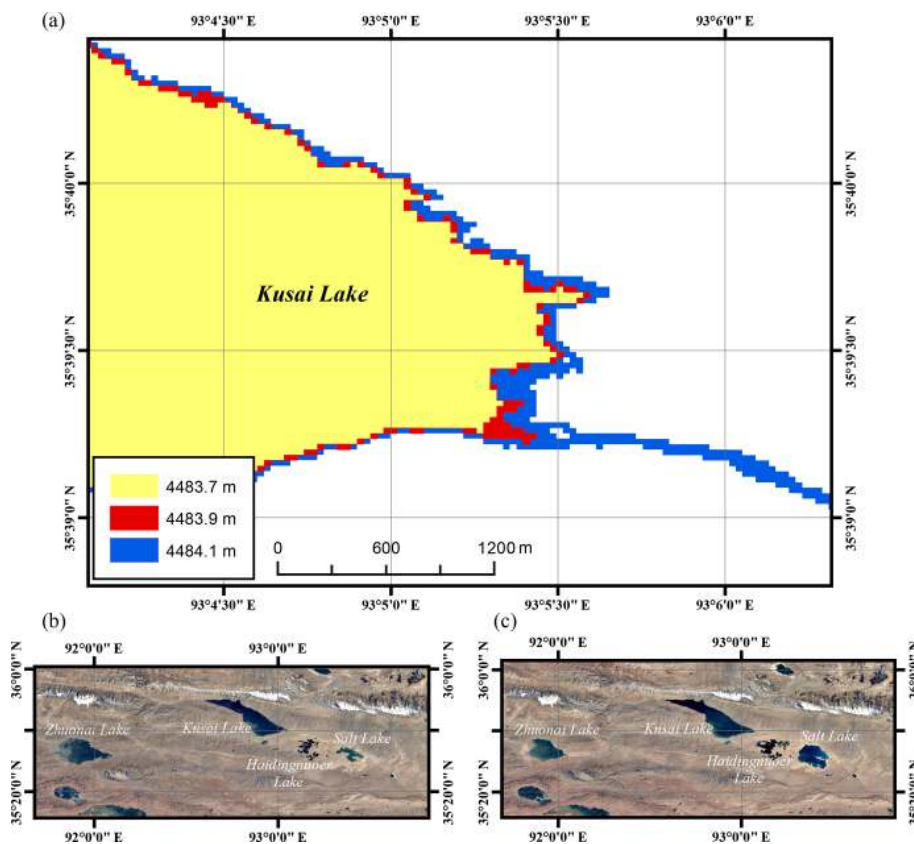 (a)
93°4'30" E 93°5'0" E 93°5'30" E 93°6'0" E
35°40'0" N 35°40'0" N
Kusai Lake
35°39'30" N 35°39'30" N
4483.7 m
4483.9 m
4484.1 m
35°39'0" N 35°39'0" N
0 600 1200 m
93°4'30" E 93°5'0" E 93°5'30" E 93°6'0" E
(b)
92°0'0" E 93°0'0" E
36°0'0" N
Zhuonai Lake
Kusai Lake
Salt Lake
Haidingnuoer
Lake
35°20'0" N
92°0'0" E 93°0'0" E
(c)
92°0'0" E 93°0'0" E
36°0'0" N
Zhuonai Lake
Kusai Lake
Salt Lake
Haidingnuoer
Lake
35°20'0" N
92°0'0" E 93°0'0" E